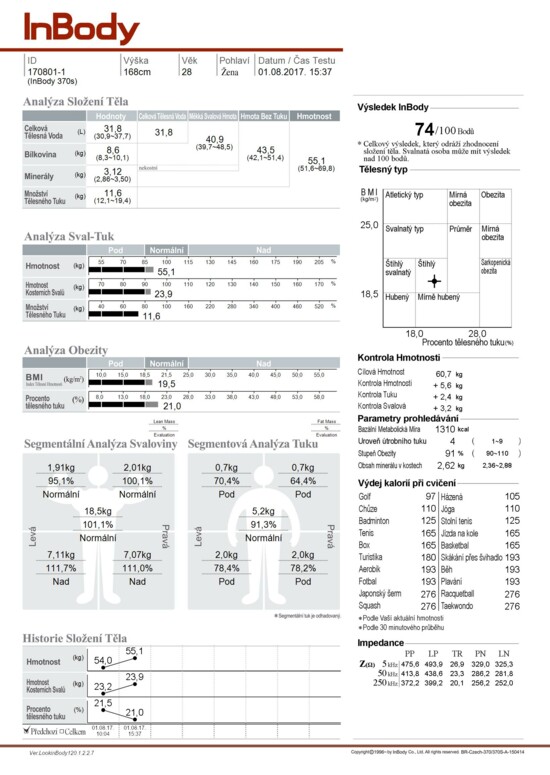 InBody
ID Výška Věk Pohlaví Datum / Čas Testu
170801-1 168cm 28 Žena 01.08.2017. 15:37
(InBody 370s)
Analýza Složení Těla
Hodnoty Celková Tělesná Voda Měkká Svalová Hmota Hmota Bez Tuku Hmotnost
Celková Tělesná Voda (L) 31,8 (30,9~37,7) 31,8 40,9 (39,7~48,5) 43,5 (42,1~51,4) 55,1 (51,6~69,8)
Bílkovina (kg) 8,6 (8,3~10,1)
Minerály (kg) 3,12 (2,86~3,50) nekostní
Množství Tělesného Tuku (kg) 11,6 (12,1~19,4)
Analýza Sval-Tuk
Pod Normální Nad
Hmotnost (kg) 55 70 85 100 115 130 145 160 175 190 205 %
55,1
Hmotnost Kosterních Svalů (kg) 70 80 90 100 110 120 130 140 150 160 170 %
23,9
Množství Tělesného Tuku (kg) 40 60 80 100 160 220 280 340 400 460 520 %
11,6
Analýza Obezity
Pod Normální Nad
BMI (kg/m²) 10,0 15,0 18,5 21,5 25,0 30,0 35,0 40,0 45,0 50,0 55,0
19,5
Procento tělesného tuku (%) 8,0 13,0 18,0 23,0 28,0 33,0 38,0 43,0 48,0 53,0 58,0
21,0
Lean Mass
%
Evaluation
Fat Mass
%
Evaluation
Segmentální Analýza Svaloviny
1,91kg 2,01kg
95,1% 100,1%
Normální Normální
18,5kg
101,1%
Normální
Levá Pravá
7,11kg 7,07kg
111,7% 111,0%
Nad Nad
Segmentová Analýza Tuku
0,7kg 0,7kg
70,4% 64,4%
Pod Pod
5,2kg
91,3%
Normální
Levá Pravá
2,0kg 2,0kg
78,4% 78,2%
Pod Pod
＊Segmentální tuk je odhadovaný.
Historie Složení Těla
Hmotnost (kg) 54,0 55,1
Hmotnost Kosterních Svalů (kg) 23,2 23,9
Procento tělesného tuku (%) 21,5 21,0
Předchozí Celkem 01.08.17. 10:04 01.08.17. 15:37
Výsledek InBody
74/100 Bodů
* Celkový výsledek, který odráží zhodnocení
složení těla. Svalnatá osoba může mít výsledek
nad 100 bodů.
Tělesný typ
BMI
(kg/m²)
Atletický typ Mírná obezita Obezita
25,0
Svalnatý typ Průměr Mírná obezita
Štíhlý svalnatý Štíhlý Sarkopenická obezita
18,5
Hubený Mírně hubený
18,0 28,0
Procento tělesného tuku(%)
Kontrola Hmotnosti
Cílová Hmotnost 60,7 kg
Kontrola Hmotnosti + 5,6 kg
Kontrola Tuku + 2,4 kg
Kontrola Svalová + 3,2 kg
Parametry prohledávání
Bazální Metabolická Míra 1310 kcal
Úroveň útrobního tuku 4 ( 1~9 )
Stupeň Obezity 91 % ( 90~110 )
Obsah minerálu v kostech 2,62 kg 2,36~2,88
Výdej kalorií při cvičení
Golf 97 Házená 105
Chůze 110 Jóga 110
Badminton 125 Stolní tenis 125
Tenis 165 Jízda na kole 165
Box 165 Basketbal 165
Turistika 180 Skákání přes švihadlo 193
Aerobik 193 Běh 193
Fotbal 193 Plavání 193
Japonský šerm 276 Racquetball 276
Squash 276 Taekwondo 276
＊Podle Vaší aktuální hmotnosti
＊Podle 30 minutového průběhu
Impedance
PP LP TR PN LN
Z(Ω) 5 kHz 475,6 493,9 26,9 329,0 325,3
50 kHz 413,8 438,6 23,3 286,2 281,8
250 kHz 372,2 399,2 20,1 256,2 252,0
Ver.LookinBody120.1.2.2.7
Copyright©1996~by InBody Co., Ltd. All rights reserved. BR-Czech-370/370S-A-150414